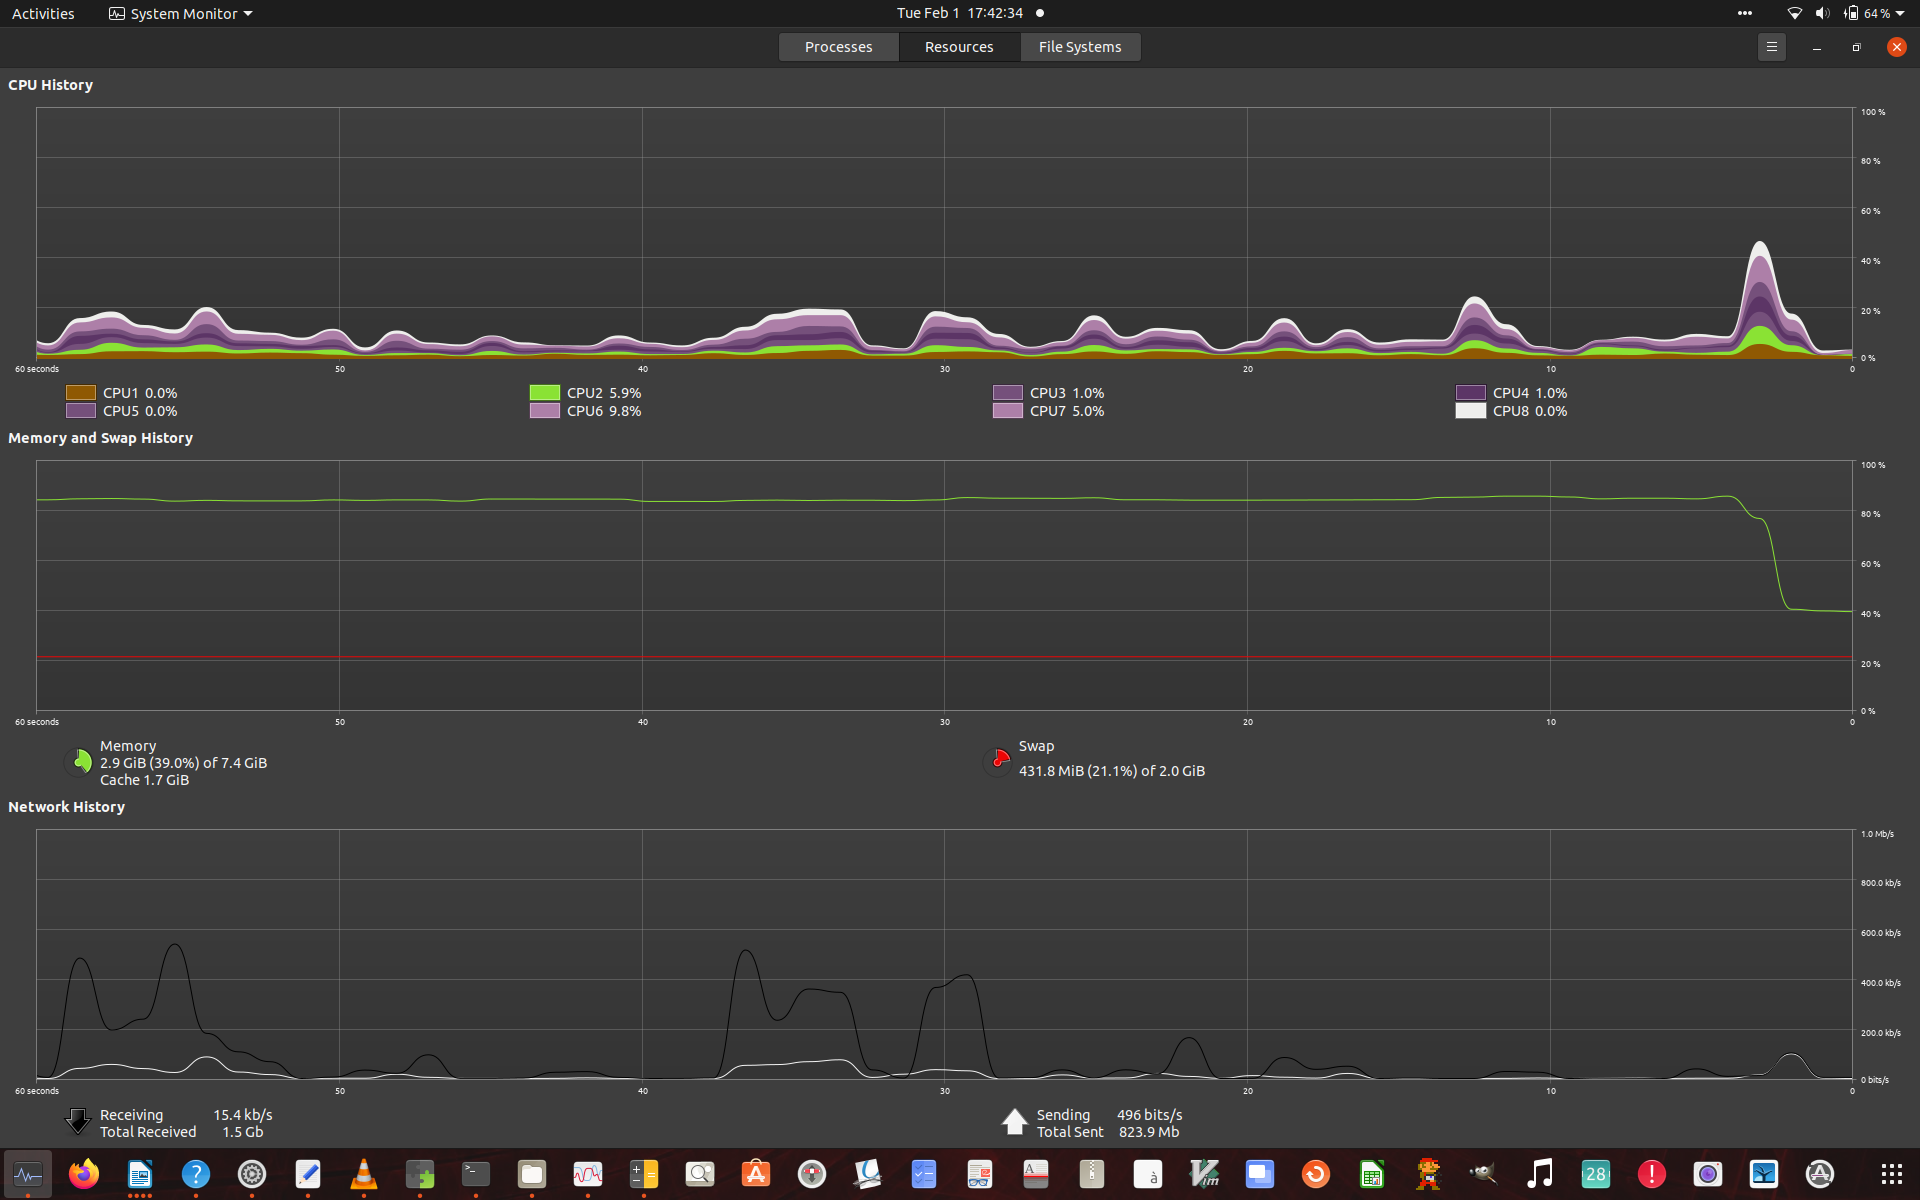 Activities System Monitor Tue Feb 1 17:42:34 64 %
Processes Resources File Systems
CPU History
100 %
80 %
60 %
40 %
20 %
0 %
60 seconds 50 40 30 20 10 0
CPU1 0.0% CPU2 5.9% CPU3 1.0% CPU4 1.0%
CPU5 0.0% CPU6 9.8% CPU7 5.0% CPU8 0.0%
Memory and Swap History
100 %
80 %
60 %
40 %
20 %
0 %
60 seconds 50 40 30 20 10 0
Memory
2.9 GiB (39.0%) of 7.4 GiB
Cache 1.7 GiB
Swap
431.8 MiB (21.1%) of 2.0 GiB
Network History
1.0 Mb/s
800.0 kb/s
600.0 kb/s
400.0 kb/s
200.0 kb/s
0 bits/s
60 seconds 50 40 30 20 10 0
Receiving 15.4 kb/s
Total Received 1.5 Gb
Sending 496 bits/s
Total Sent 823.9 Mb
? >_ A A à Vim 28 !